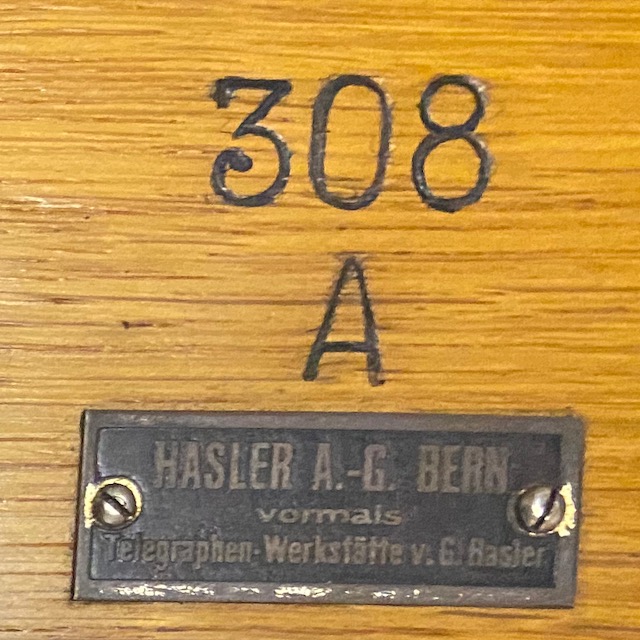 308
A
HASLER A.-G. BERN
vormals
Telegraphen-Werkstätte v. G. Hasler